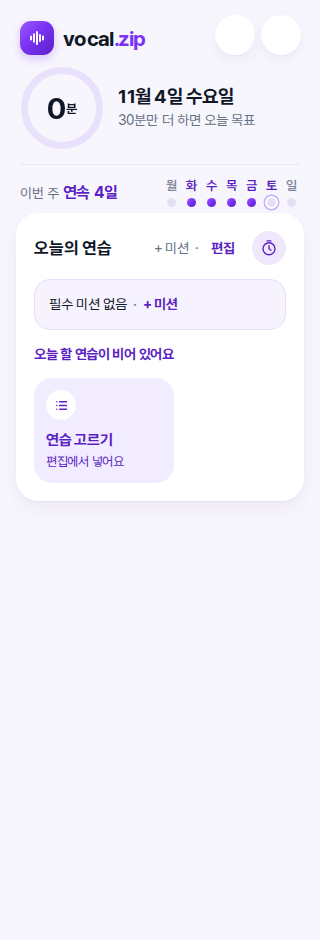 vocal.zip
0분
11월 4일 수요일
30분만 더 하면 오늘 목표
이번 주 연속 4일
월 화 수 목 금 토 일
오늘의 연습
+ 미션 · 편집
필수 미션 없음 · + 미션
오늘 할 연습이 비어 있어요
연습 고르기
편집에서 넣어요